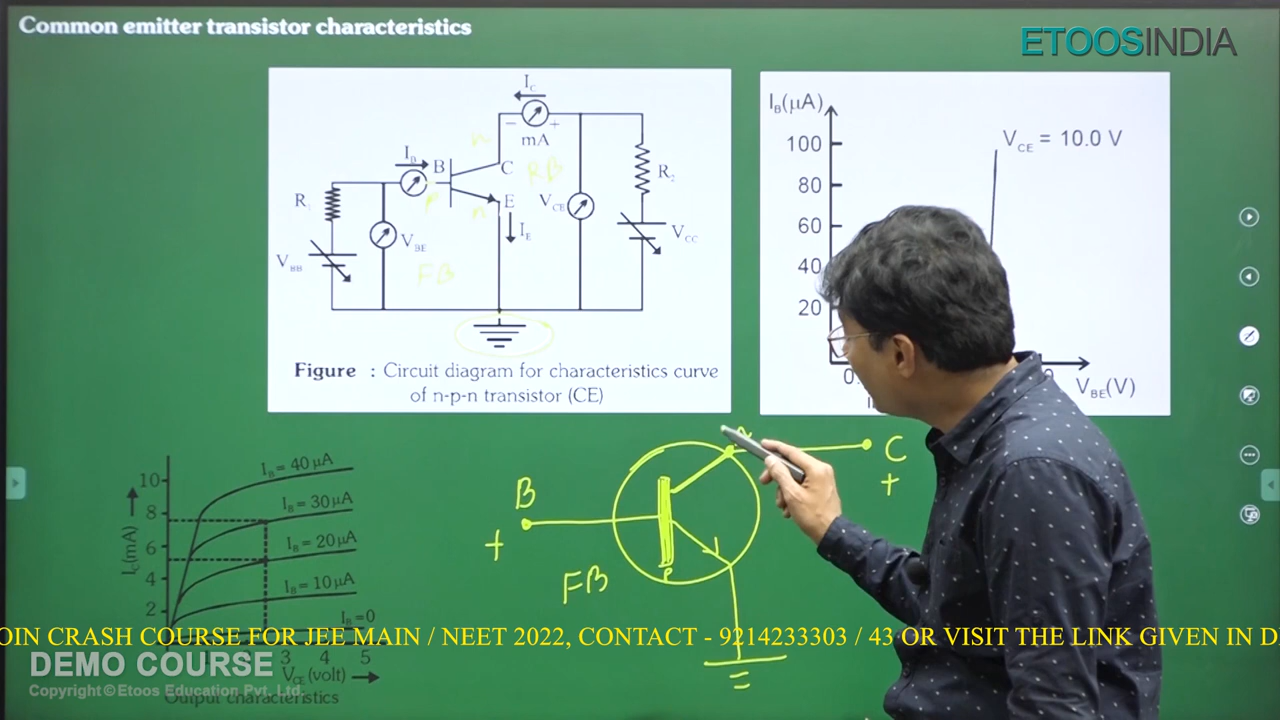 Common emitter transistor characteristics
ETOOSINDIA
I_C
mA
I_B
B
C
R
R_2
n
RB
P
n
E
V_CE
V_BE
I_E
V_CC
V_BB
FB
Figure : Circuit diagram for characteristics curve
of n-p-n transistor (CE)
I_B(µA)
100
80
60
40
20
V_CE = 10.0 V
V_BE(V)
I_C(mA)
10
8
6
4
2
I_B = 40 µA
I_B = 30 µA
I_B = 20 µA
I_B = 10 µA
I_B = 0
3 4 5
V_CE(volt)
Output characteristics
B
+
FB
P
C
+
OIN CRASH COURSE FOR JEE MAIN / NEET 2022, CONTACT - 9214233303 / 43 OR VISIT THE LINK GIVEN IN D
DEMO COURSE
Copyright © Etoos Education Pvt. Ltd.